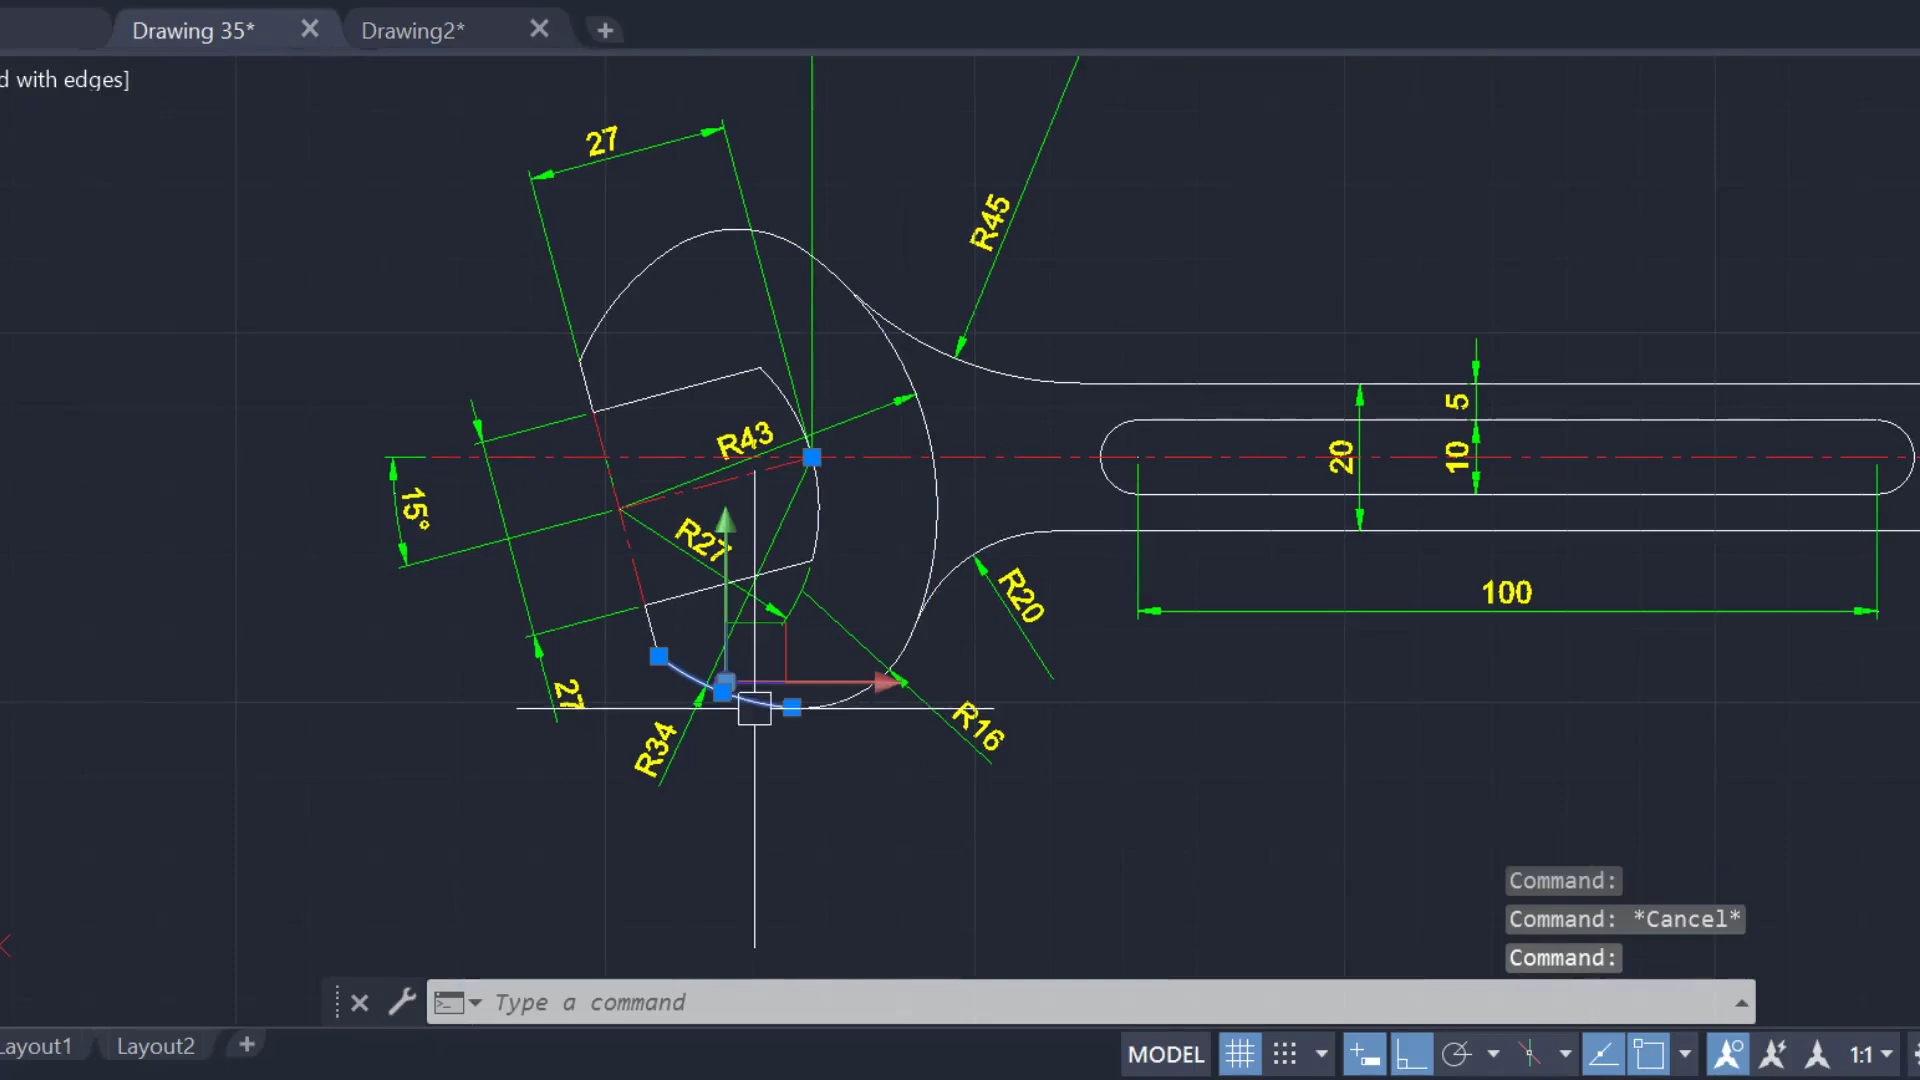 Drawing 35*
Drawing2*
d with edges]
27
R45
5
R43
20
10
15°
R27
R20
100
27
R34
R16
Command:
Command: *Cancel*
Command:
Type a command
Layout1
Layout2
MODEL
1:1